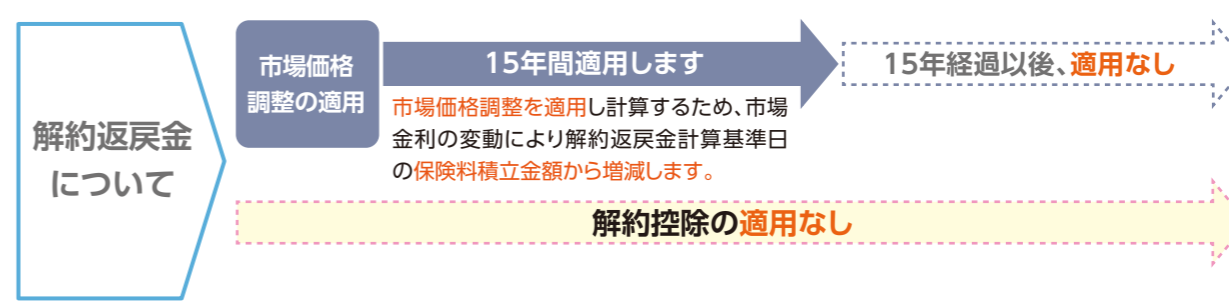 解約返戻金
について
市場価格
調整の適用
15年間適用します
市場価格調整を適用し計算するため、市場
金利の変動により解約返戻金計算基準日
の保険料積立金額から増減します。
15年経過以後、適用なし
解約控除の適用なし